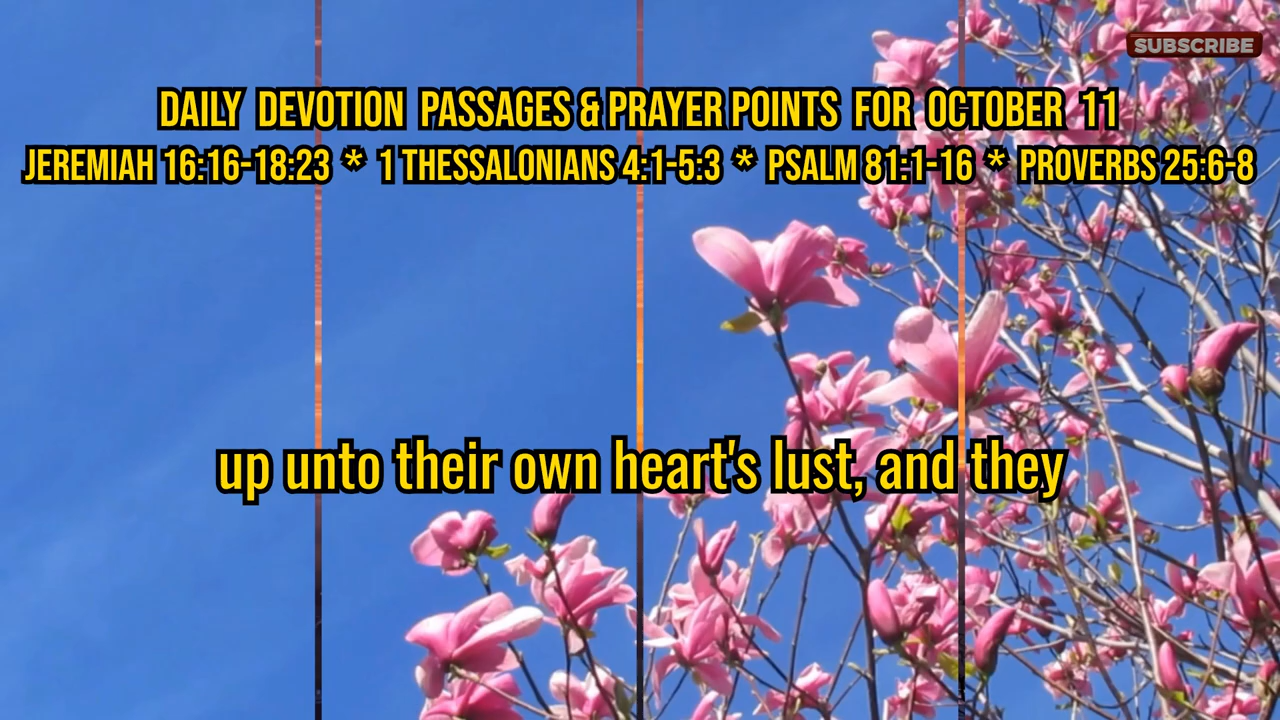 SUBSCRIBE
DAILY DEVOTION PASSAGES & PRAYER POINTS FOR OCTOBER 11
JEREMIAH 16:16-18:23 * 1 THESSALONIANS 4:1-5:3 * PSALM 81:1-16 * PROVERBS 25:6-8
up unto their own heart's lust, and they